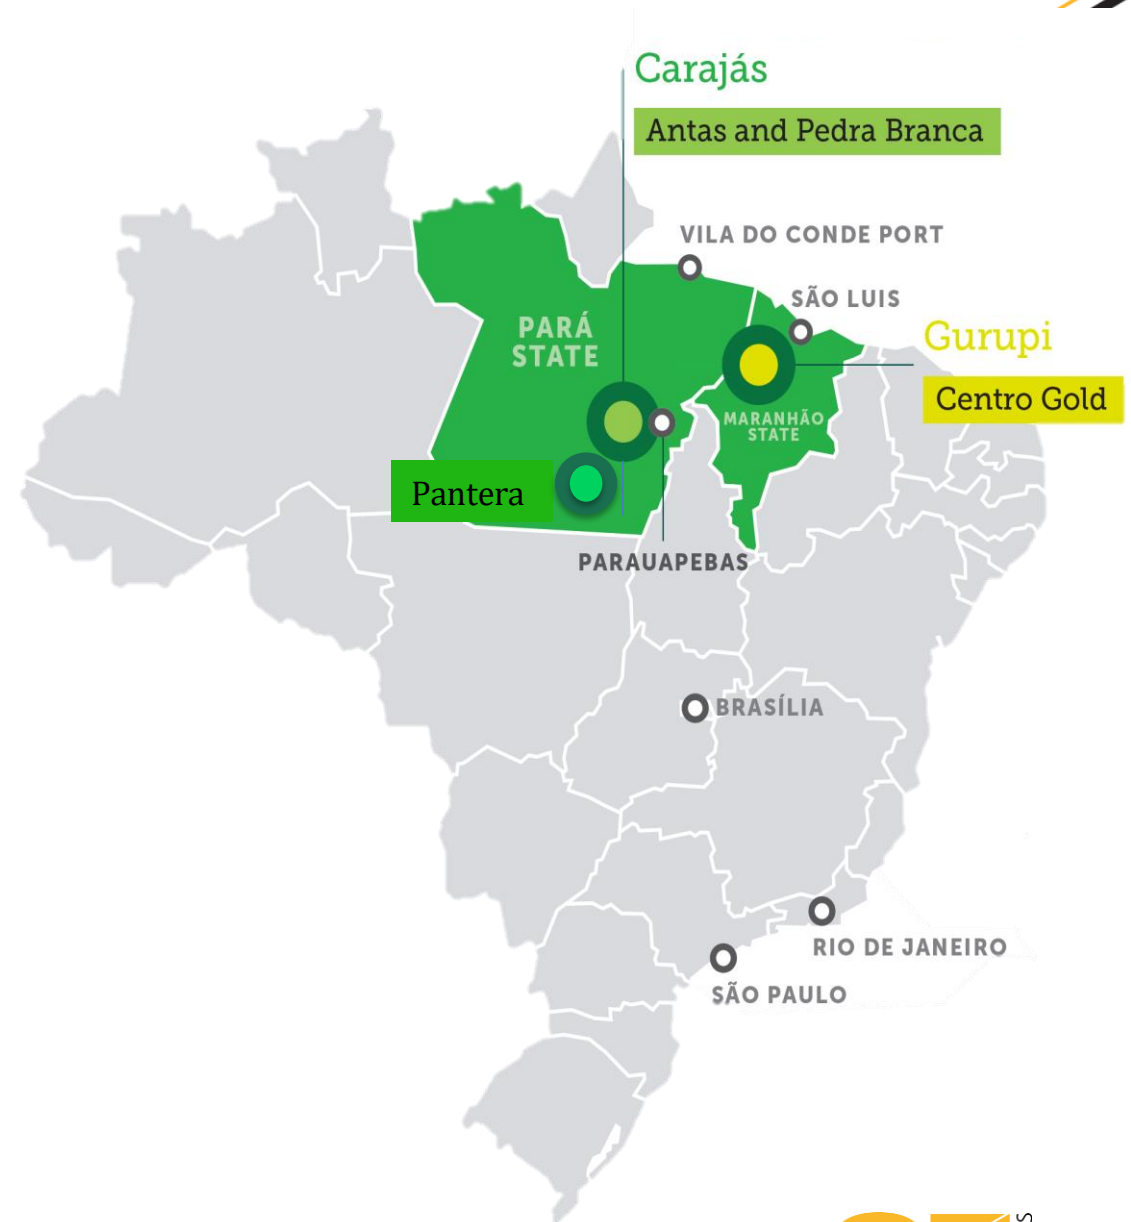 Carajás
Antas and Pedra Branca
VILA DO CONDE PORT
SÃO LUIS
PARÁ
STATE
Gurupi
Centro Gold
MARANHÃO
STATE
Pantera
PARAUAPEBAS
BRASÍLIA
RIO DE JANEIRO
SÃO PAULO